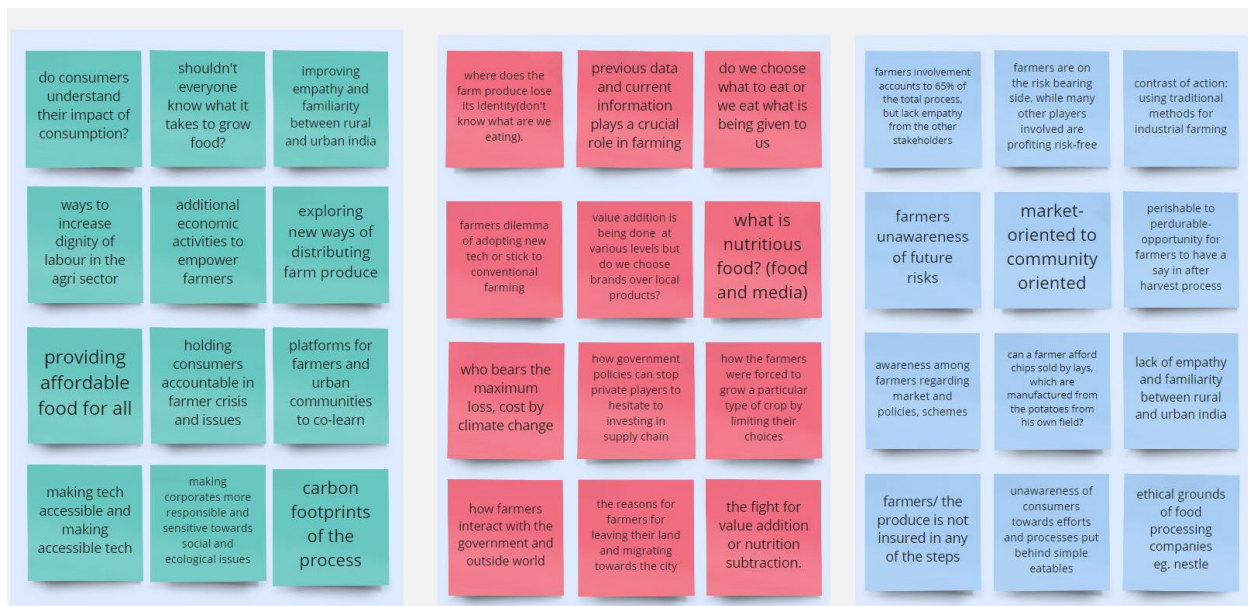 do consumers
understand
their impact of
consumption?
shouldn't
everyone
know what it
takes to grow
food?
improving
empathy and
familiarity
between rural
and urban india
ways to
increase
dignity of
labour in the
agri sector
additional
economic
activities to
empower
farmers
exploring
new ways of
distributing
farm produce
providing
affordable
food for all
holding
consumers
accountable in
farmer crisis
and issues
platforms for
farmers and
urban
communities
to co-learn
making tech
accessible and
making
accessible tech
making
corporates more
responsible and
sensitive towards
social and
ecological issues
carbon
footprints
of the
process
where does the
farm produce lose
its identity(don't
know what are we
eating).
previous data
and current
information
plays a crucial
role in farming
do we choose
what to eat or
we eat what is
being given to
us
farmers dilemma
of adopting new
tech or stick to
conventional
farming
value addition is
being done at
various levels but
do we choose
brands over local
products?
what is
nutritious
food? (food
and media)
who bears the
maximum
loss, cost by
climate change
how government
policies can stop
private players to
hesitate to
investing in
supply chain
how the farmers
were forced to
grow a particular
type of crop by
limiting their
choices
how farmers
interact with the
government and
outside world
the reasons for
farmers for
leaving their land
and migrating
towards the city
the fight for
value addition
or nutrition
subtraction.
farmers involvement
accounts to 65% of
the total process,
but lack empathy
from the other
stakeholders
farmers are on
the risk bearing
side, while many
other players
involved are
profiting risk-free
contrast of action:
using traditional
methods for
industrial farming
farmers
unawareness
of future
risks
market-
oriented to
community
oriented
perishable to
perdurable-
opportunity for
farmers to have a
say in after
harvest process
awareness among
farmers regarding
market and
policies, schemes
can a farmer afford
chips sold by lays,
which are
manufactured from
the potatoes from
his own field?
lack of empathy
and familiarity
between rural
and urban india
farmers/ the
produce is not
insured in any
of the steps
unawareness of
consumers
towards efforts
and processes put
behind simple
eatables
ethical grounds
of food
processing
companies
eg. nestle